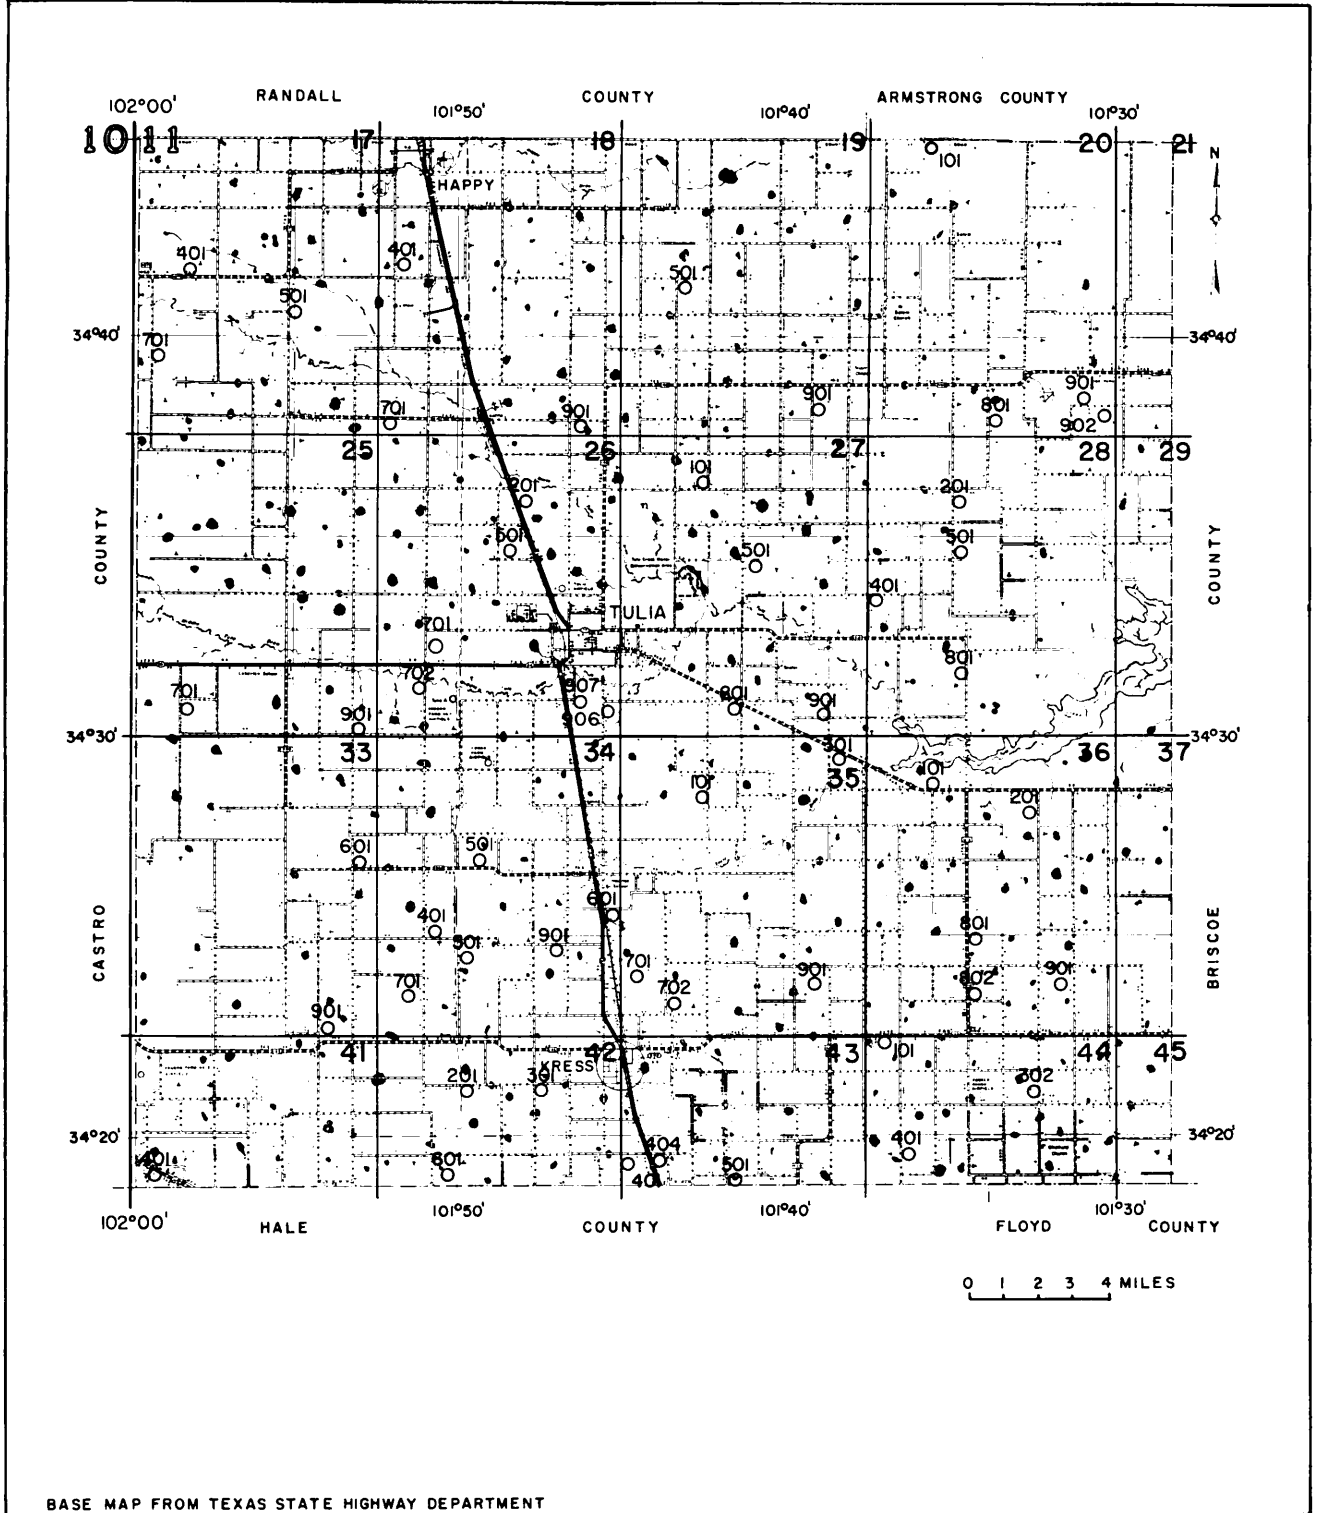 RANDALL COUNTY ARMSTRONG COUNTY
102°00' 101°50' 101°40' 101°30'
10 11 17 18 19 20 21
N
101
HAPPY
401 401 501
501
34°40' 34°40'
701
901
701 901 901 801 902
25 26 27 28 29
101
201 201
501 501 501
COUNTY COUNTY
401
TULIA
701
801
702
701 907 801 901
901 906
34°30' 34°30'
33 34 36 37
301
35 101
101
201
601 501
601
401 801
501 901
701 901 901
701 702 802
CASTRO BRISCOE
901
41 42 43 44 45
101
KRESS
201 301 302
34°20' 34°20'
404 401
401 601 501
102°00' 101°50' 101°40' 101°30'
HALE COUNTY FLOYD COUNTY
0 1 2 3 4 MILES
BASE MAP FROM TEXAS STATE HIGHWAY DEPARTMENT